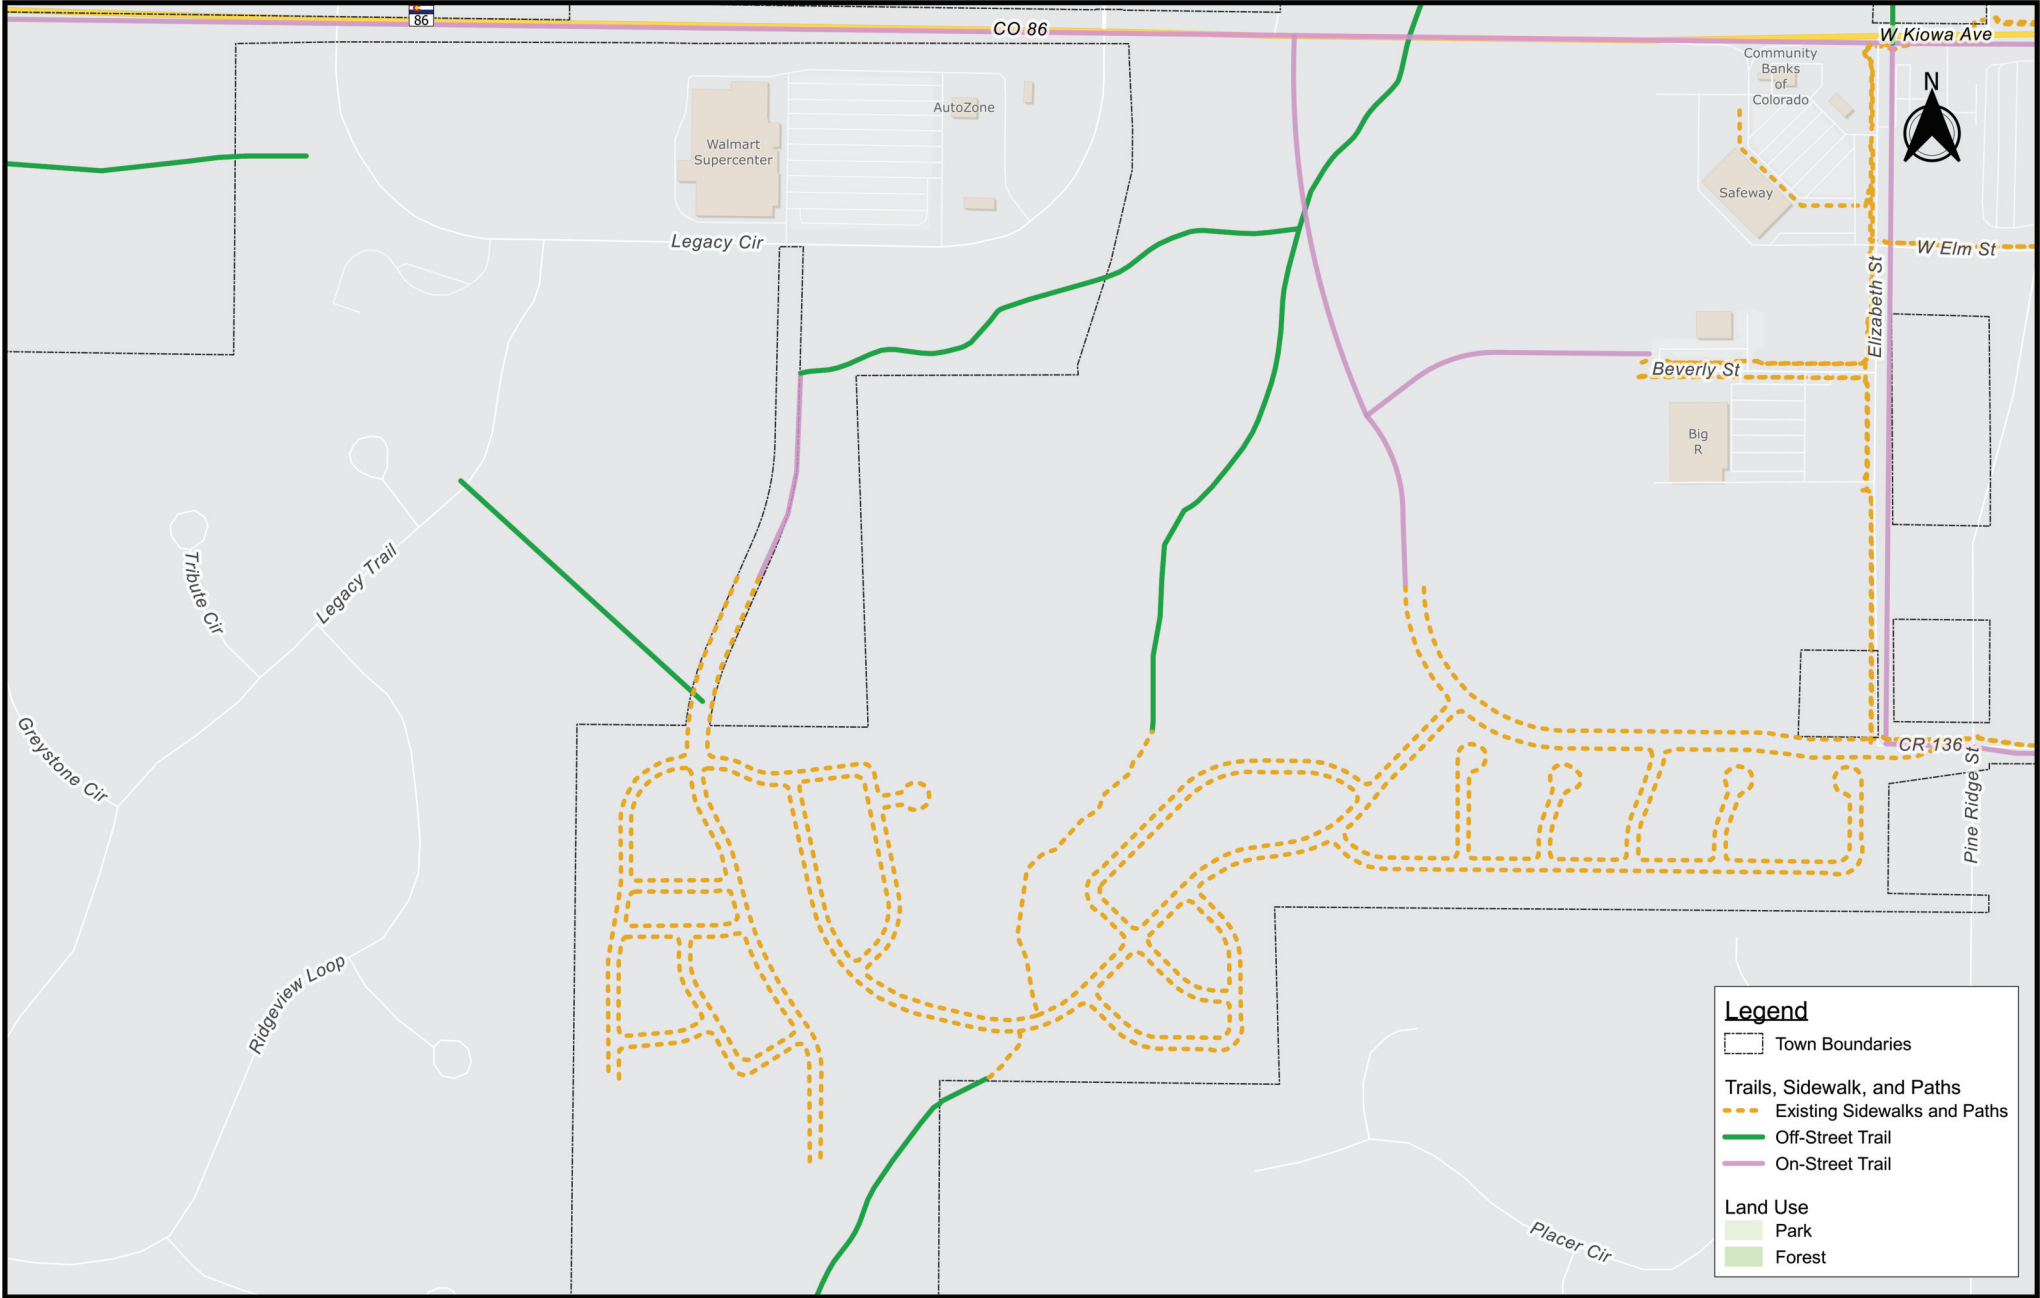 86
CO 86
W Kiowa Ave
Community
Banks
of
Colorado
N
AutoZone
Walmart
Supercenter
Safeway
Legacy Cir
W Elm St
Elizabeth St
Beverly St
Big
R
Tribute Cir
Legacy Trail
Greystone Cir
CR 136
Pine Ridge St
Ridgeview Loop
Placer Cir
Legend
Town Boundaries
Trails, Sidewalk, and Paths
Existing Sidewalks and Paths
Off-Street Trail
On-Street Trail
Land Use
Park
Forest